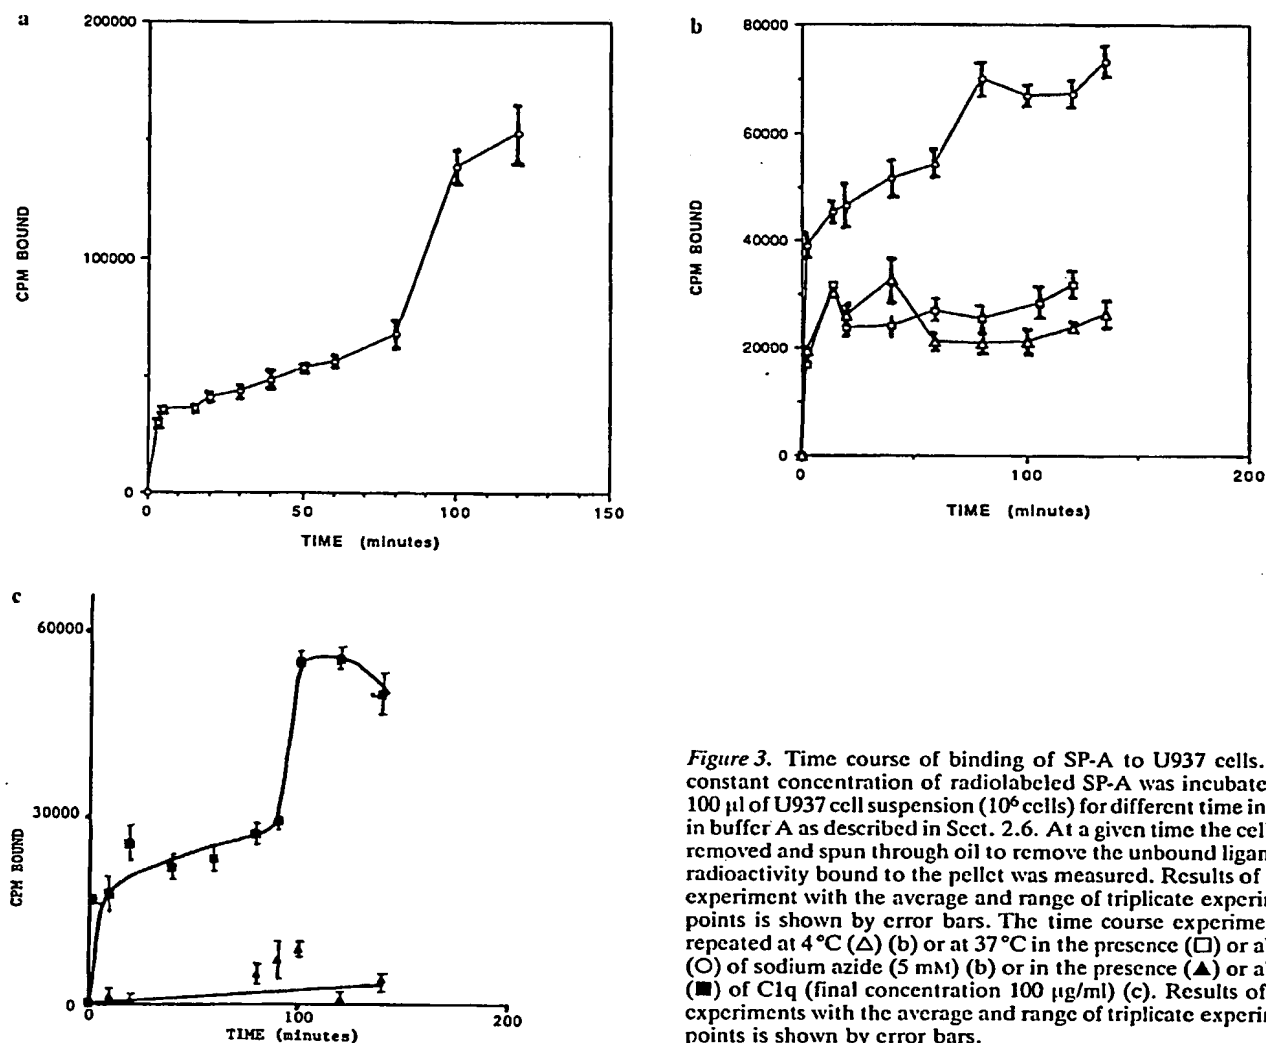 a
200000
100000
0
CPM BOUND
0 50 100 150
TIME (minutes)
b
80000
60000
40000
20000
0
CPM BOUND
0 100 200
TIME (minutes)
c
60000
30000
0
CPM BOUND
0 100 200
TIME (minutes)
Figure 3. Time course of binding of SP-A to U937 cells.
constant concentration of radiolabeled SP-A was incubate
100 µl of U937 cell suspension (10⁶ cells) for different time in
in buffer A as described in Sect. 2.6. At a given time the cel
removed and spun through oil to remove the unbound ligan
radioactivity bound to the pellet was measured. Results of
experiment with the average and range of triplicate experi
points is shown by error bars. The time course experime
repeated at 4°C (△) (b) or at 37°C in the presence (□) or a
(○) of sodium azide (5 mM) (b) or in the presence (▲) or a
(■) of C1q (final concentration 100 µg/ml) (c). Results of
experiments with the average and range of triplicate experi
points is shown by error bars.